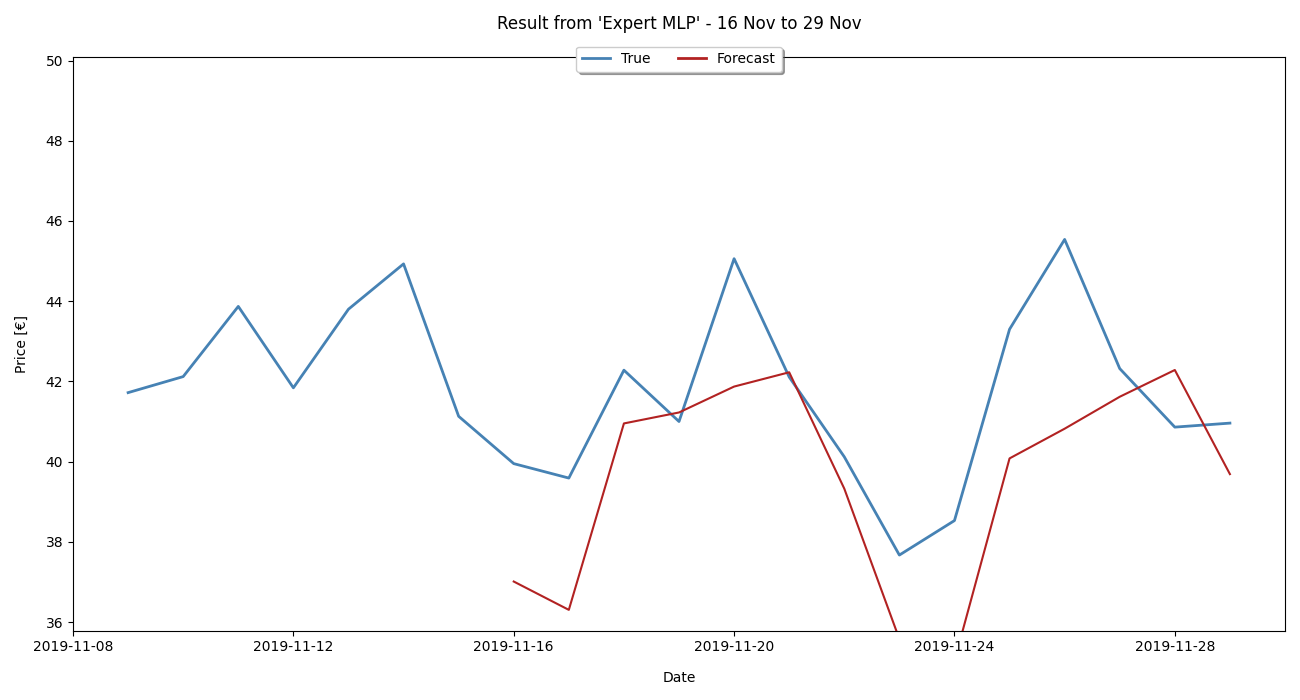 Result from 'Expert MLP' - 16 Nov to 29 Nov
True Forecast
50
48
46
44
42
40
38
36
Price [€]
2019-11-08 2019-11-12 2019-11-16 2019-11-20 2019-11-24 2019-11-28
Date